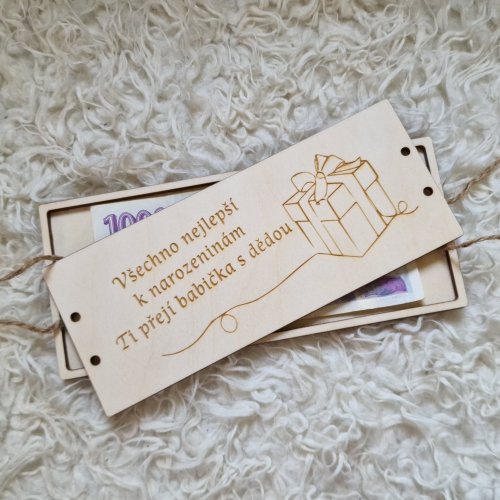 Všechno nejlepší
k narozeninám
Ti přejí babička s dědou